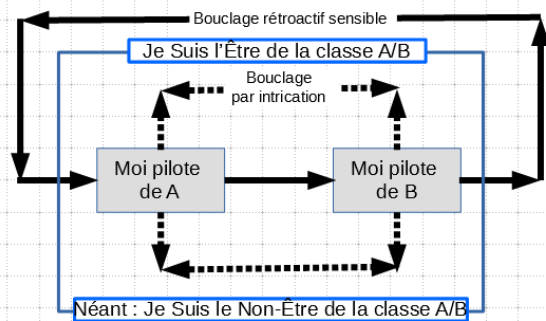 Bouclage rétroactif sensible
Je Suis l'Être de la classe A/B
Bouclage
par intrication
Moi pilote
de A
Moi pilote
de B
Néant : Je Suis le Non-Être de la classe A/B